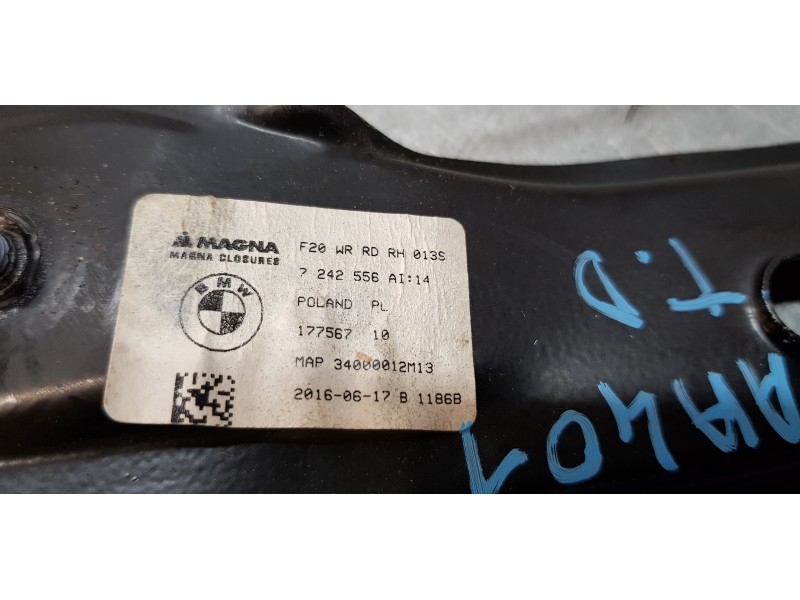 MAGNA
MAGNA CLOSURES
BMW
F20 WR RD RH 013S
7 242 556 AI:14
POLAND PL
177567 10
MAP 34000012M13
2016-06-17 B 1186B
T.D
AA401